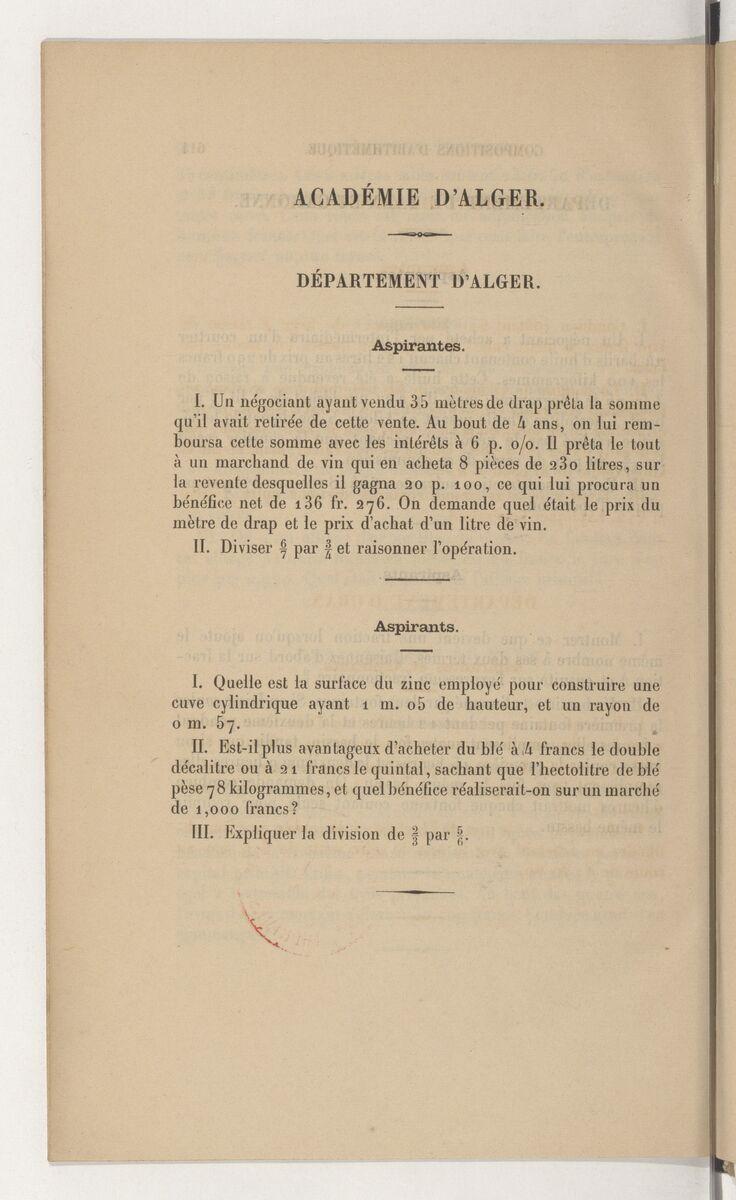 ACADÉMIE D'ALGER.
DÉPARTEMENT D'ALGER.
Aspirantes.
I. Un négociant ayant vendu 35 mètres de drap prêta la somme
qu'il avait retirée de cette vente. Au bout de 4 ans, on lui rem-
boursa cette somme avec les intérêts à 6 p. 0/0. Il prêta le tout
à un marchand de vin qui en acheta 8 pièces de 230 litres, sur
la revente desquelles il gagna 20 p. 100, ce qui lui procura un
bénéfice net de 136 fr. 276. On demande quel était le prix du
mètre de drap et le prix d'achat d'un litre de vin.
II. Diviser 6/7 par 3/4 et raisonner l'opération.
Aspirants.
I. Quelle est la surface du zinc employé pour construire une
cuve cylindrique ayant 1 m. 05 de hauteur, et un rayon de
0 m. 57.
II. Est-il plus avantageux d'acheter du blé à 4 francs le double
décalitre ou à 21 francs le quintal, sachant que l'hectolitre de blé
pèse 78 kilogrammes, et quel bénéfice réaliserait-on sur un marché
de 1,000 francs?
III. Expliquer la division de 2/3 par 5/6.